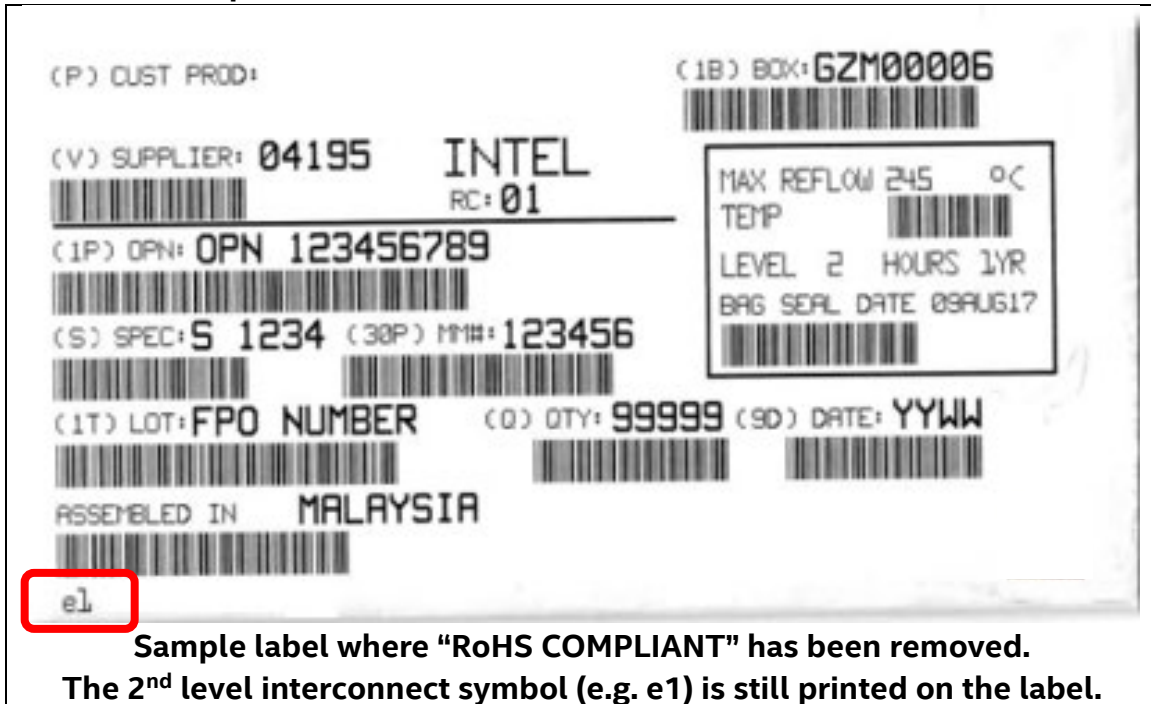 (P) CUST PROD:
(1B) BOX: GZM00006
(V) SUPPLIER: 04195 INTEL
RC: 01
MAX REFLOW 245 °C
TEMP
LEVEL 2 HOURS 1YR
BAG SEAL DATE 09AUG17
(1P) OPN: OPN 123456789
(S) SPEC: S 1234 (30P) MM#: 123456
(1T) LOT: FPO NUMBER (Q) QTY: 99999 (9D) DATE: YYWW
ASSEMBLED IN MALAYSIA
e1
Sample label where “RoHS COMPLIANT” has been removed.
The 2nd level interconnect symbol (e.g. e1) is still printed on the label.